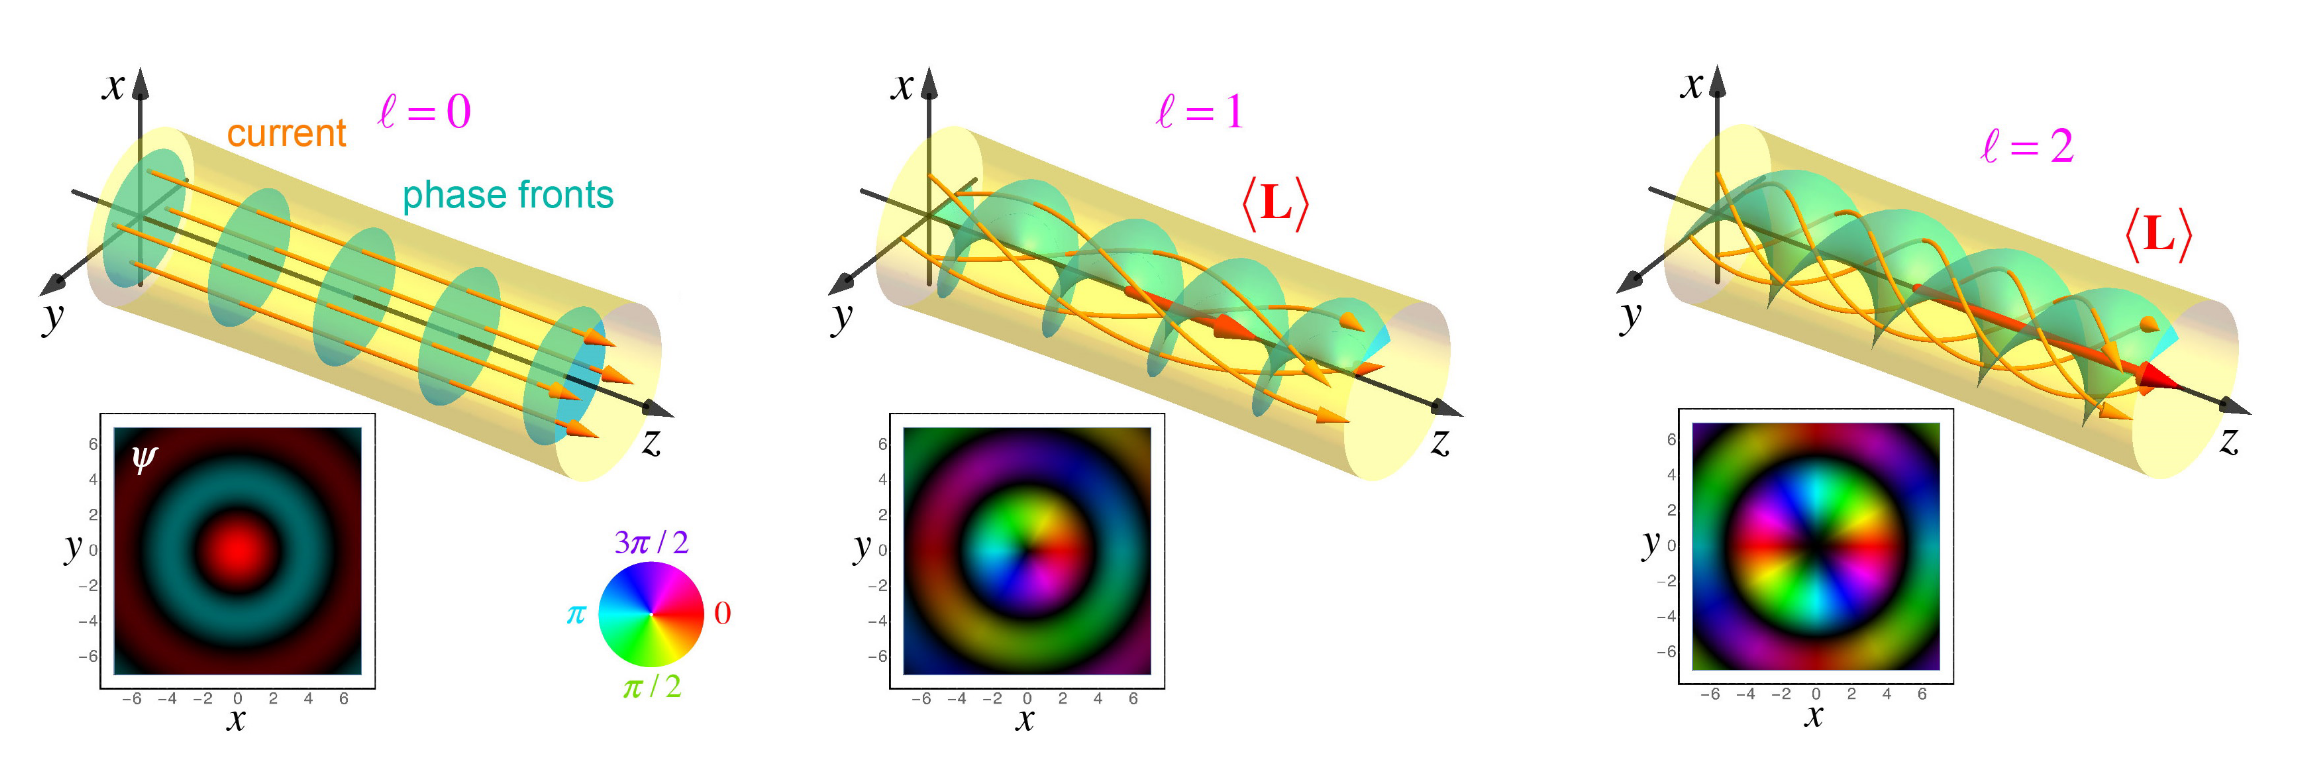 x
ℓ = 0
current
phase fronts
y
z
ψ
6
4
2
y 0
−2
−4
−6
−6 −4 −2 0 2 4 6
x
3π / 2
π
0
π / 2
x
ℓ = 1
⟨L⟩
y
z
6
4
2
y 0
−2
−4
−6
−6 −4 −2 0 2 4 6
x
x
ℓ = 2
⟨L⟩
y
z
6
4
2
y 0
−2
−4
−6
−6 −4 −2 0 2 4 6
x